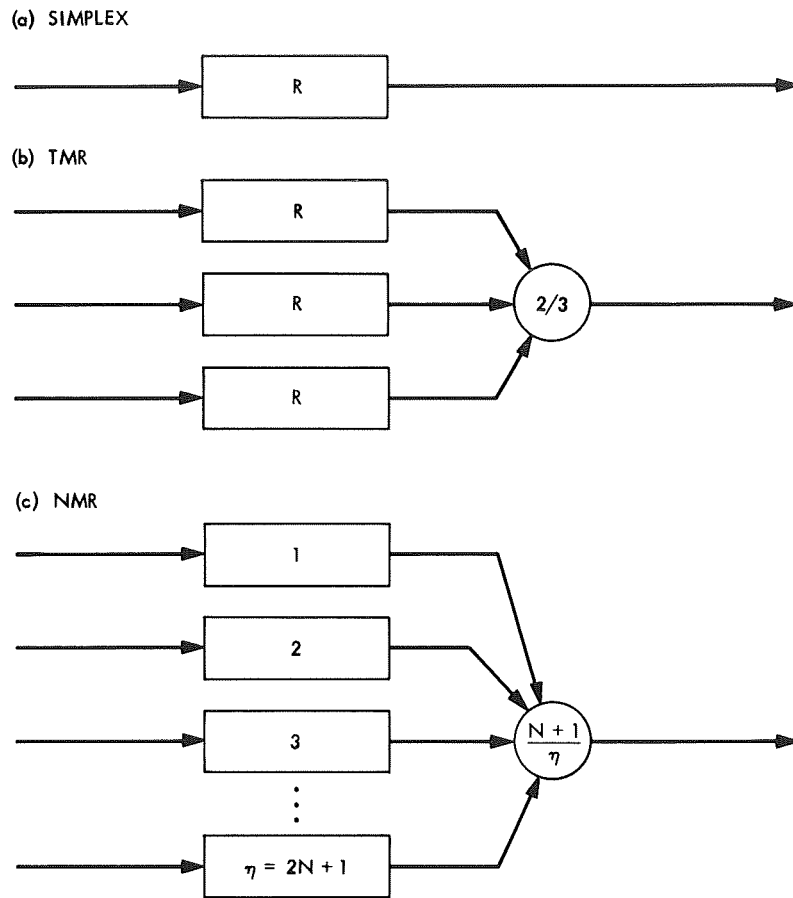 (a) SIMPLEX
R
(b) TMR
R
R
2/3
R
(c) NMR
1
2
3
N + 1
η
η = 2N + 1